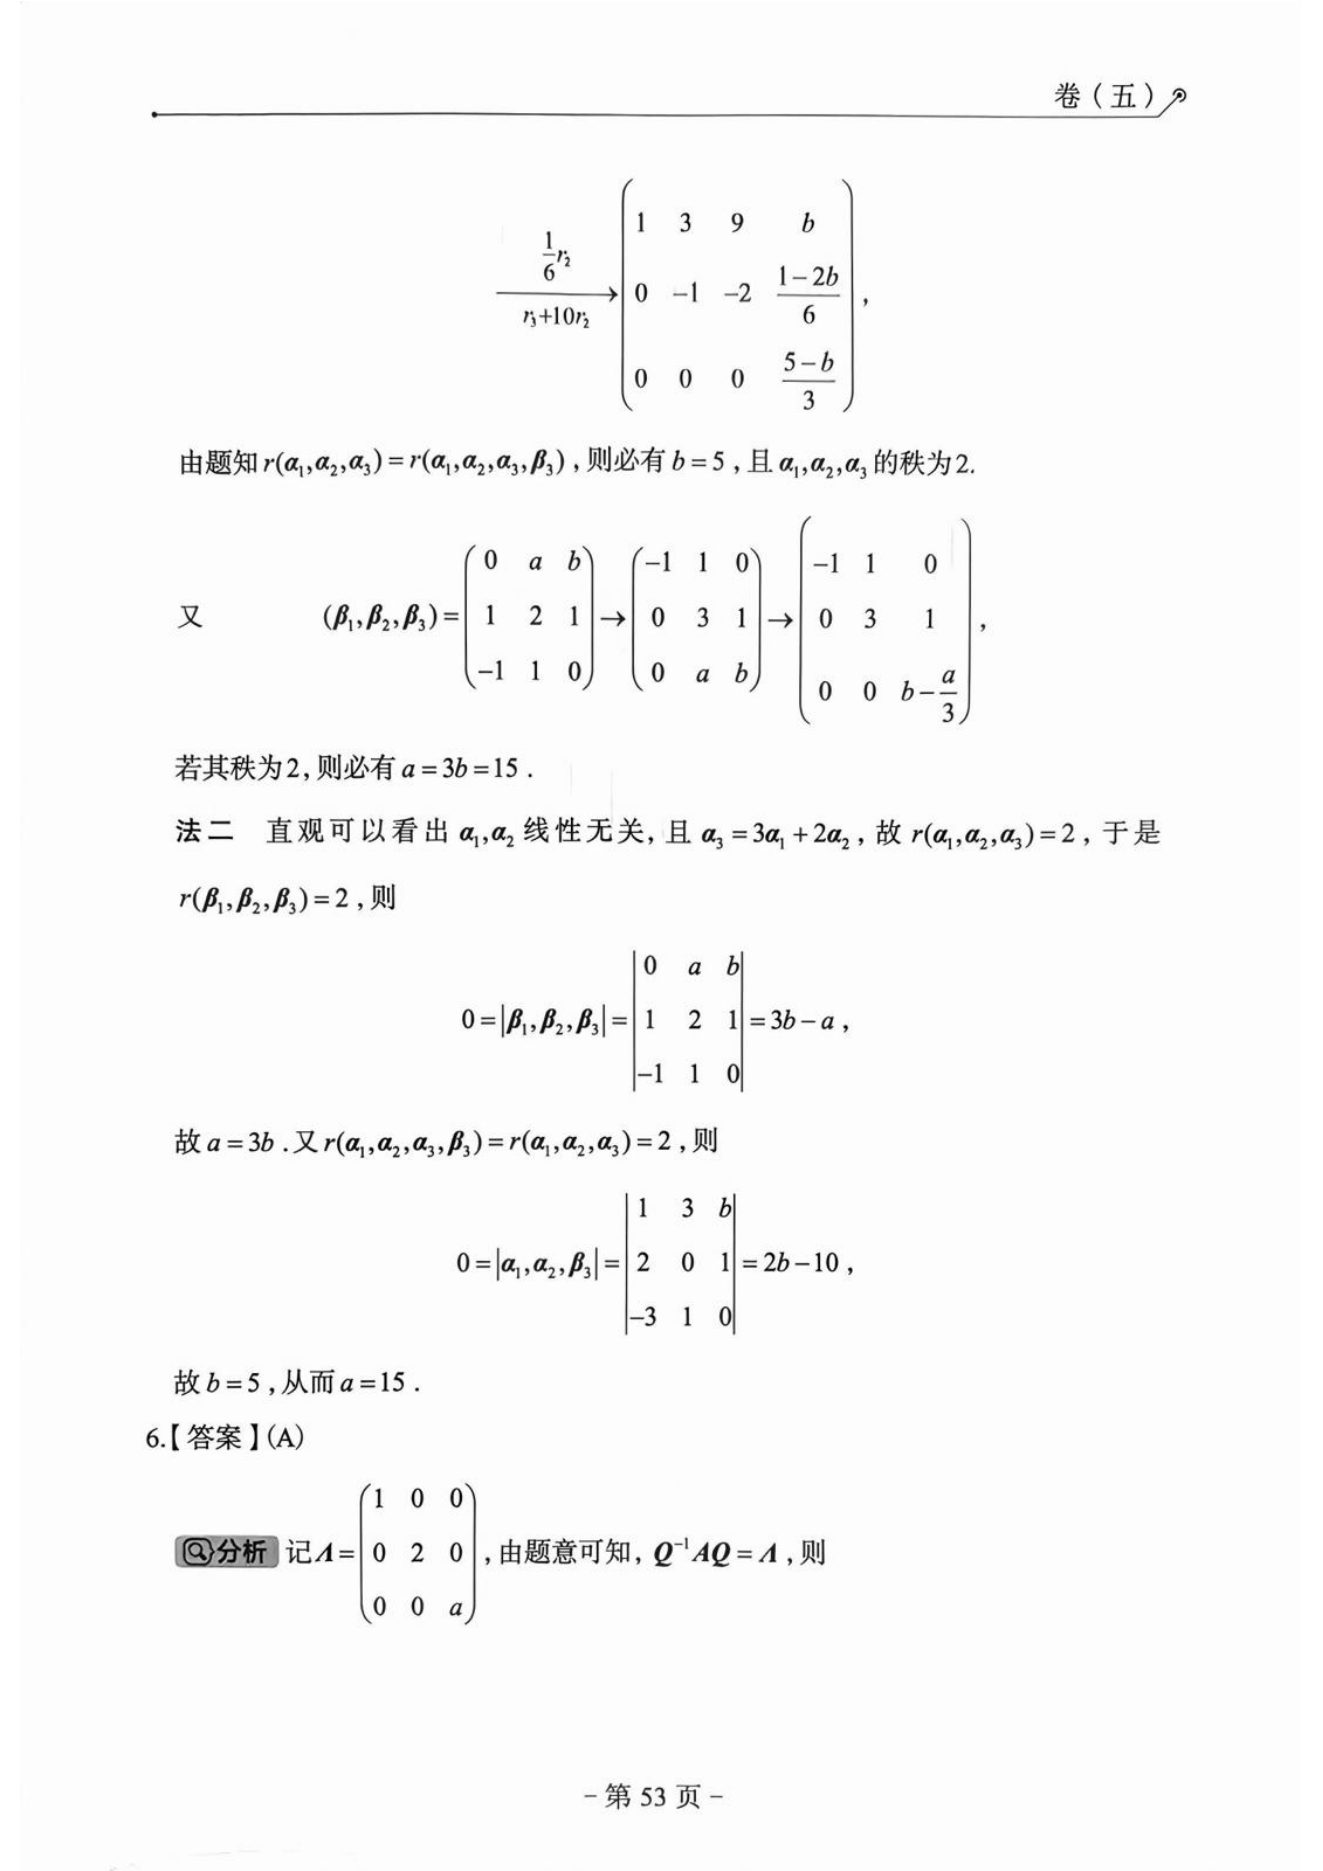 卷(五)
$\xrightarrow[r_3+10r_2]{\frac{1}{6}r_2}\begin{pmatrix}1&3&9&b\\0&-1&-2&\frac{1-2b}{6}\\0&0&0&\frac{5-b}{3}\end{pmatrix}$,
由题知 $r(\alpha_1,\alpha_2,\alpha_3)=r(\alpha_1,\alpha_2,\alpha_3,\beta_3)$,则必有 $b=5$,且 $\alpha_1,\alpha_2,\alpha_3$ 的秩为2.
又 $(\beta_1,\beta_2,\beta_3)=\begin{pmatrix}0&a&b\\1&2&1\\-1&1&0\end{pmatrix}\to\begin{pmatrix}-1&1&0\\0&3&1\\0&a&b\end{pmatrix}\to\begin{pmatrix}-1&1&0\\0&3&1\\0&0&b-\frac{a}{3}\end{pmatrix}$,
若其秩为2,则必有 $a=3b=15$.
法二 直观可以看出 $\alpha_1,\alpha_2$ 线性无关,且 $\alpha_3=3\alpha_1+2\alpha_2$,故 $r(\alpha_1,\alpha_2,\alpha_3)=2$,于是
$r(\beta_1,\beta_2,\beta_3)=2$,则
$0=|\beta_1,\beta_2,\beta_3|=\begin{vmatrix}0&a&b\\1&2&1\\-1&1&0\end{vmatrix}=3b-a$,
故 $a=3b$.又 $r(\alpha_1,\alpha_2,\alpha_3,\beta_3)=r(\alpha_1,\alpha_2,\alpha_3)=2$,则
$0=|\alpha_1,\alpha_2,\beta_3|=\begin{vmatrix}1&3&b\\2&0&1\\-3&1&0\end{vmatrix}=2b-10$,
故 $b=5$,从而 $a=15$.
6.【答案】(A)
分析 记 $\Lambda=\begin{pmatrix}1&0&0\\0&2&0\\0&0&a\end{pmatrix}$,由题意可知,$Q^{-1}AQ=\Lambda$,则
-第53页-